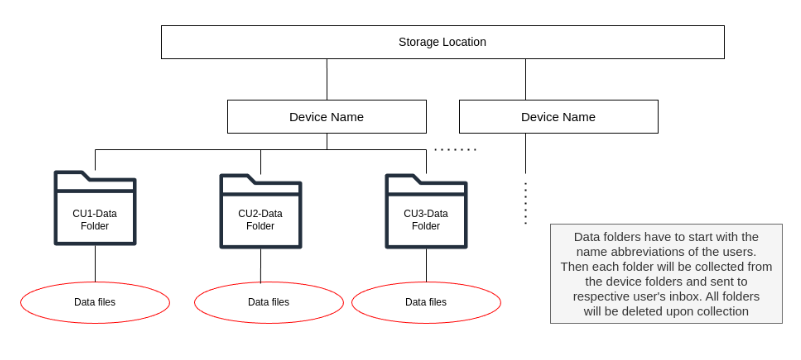 Storage Location
Device Name
Device Name
CU1-Data
Folder
CU2-Data
Folder
CU3-Data
Folder
Data files
Data files
Data files
Data folders have to start with the
name abbreviations of the users.
Then each folder will be collected from
the device folders and sent to
respective user's inbox. All folders
will be deleted upon collection